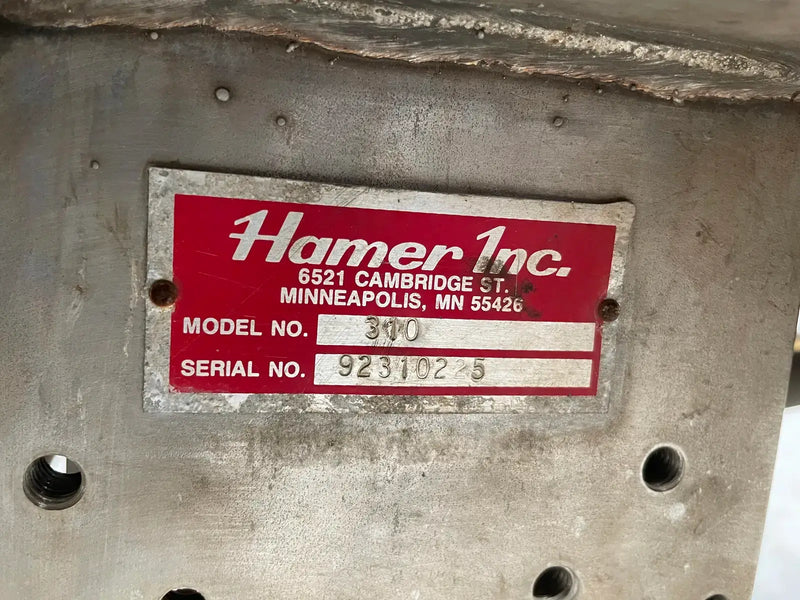 Hamer Inc.
6521 CAMBRIDGE ST.
MINNEAPOLIS, MN 55426
MODEL NO. 310
SERIAL NO. 92310225